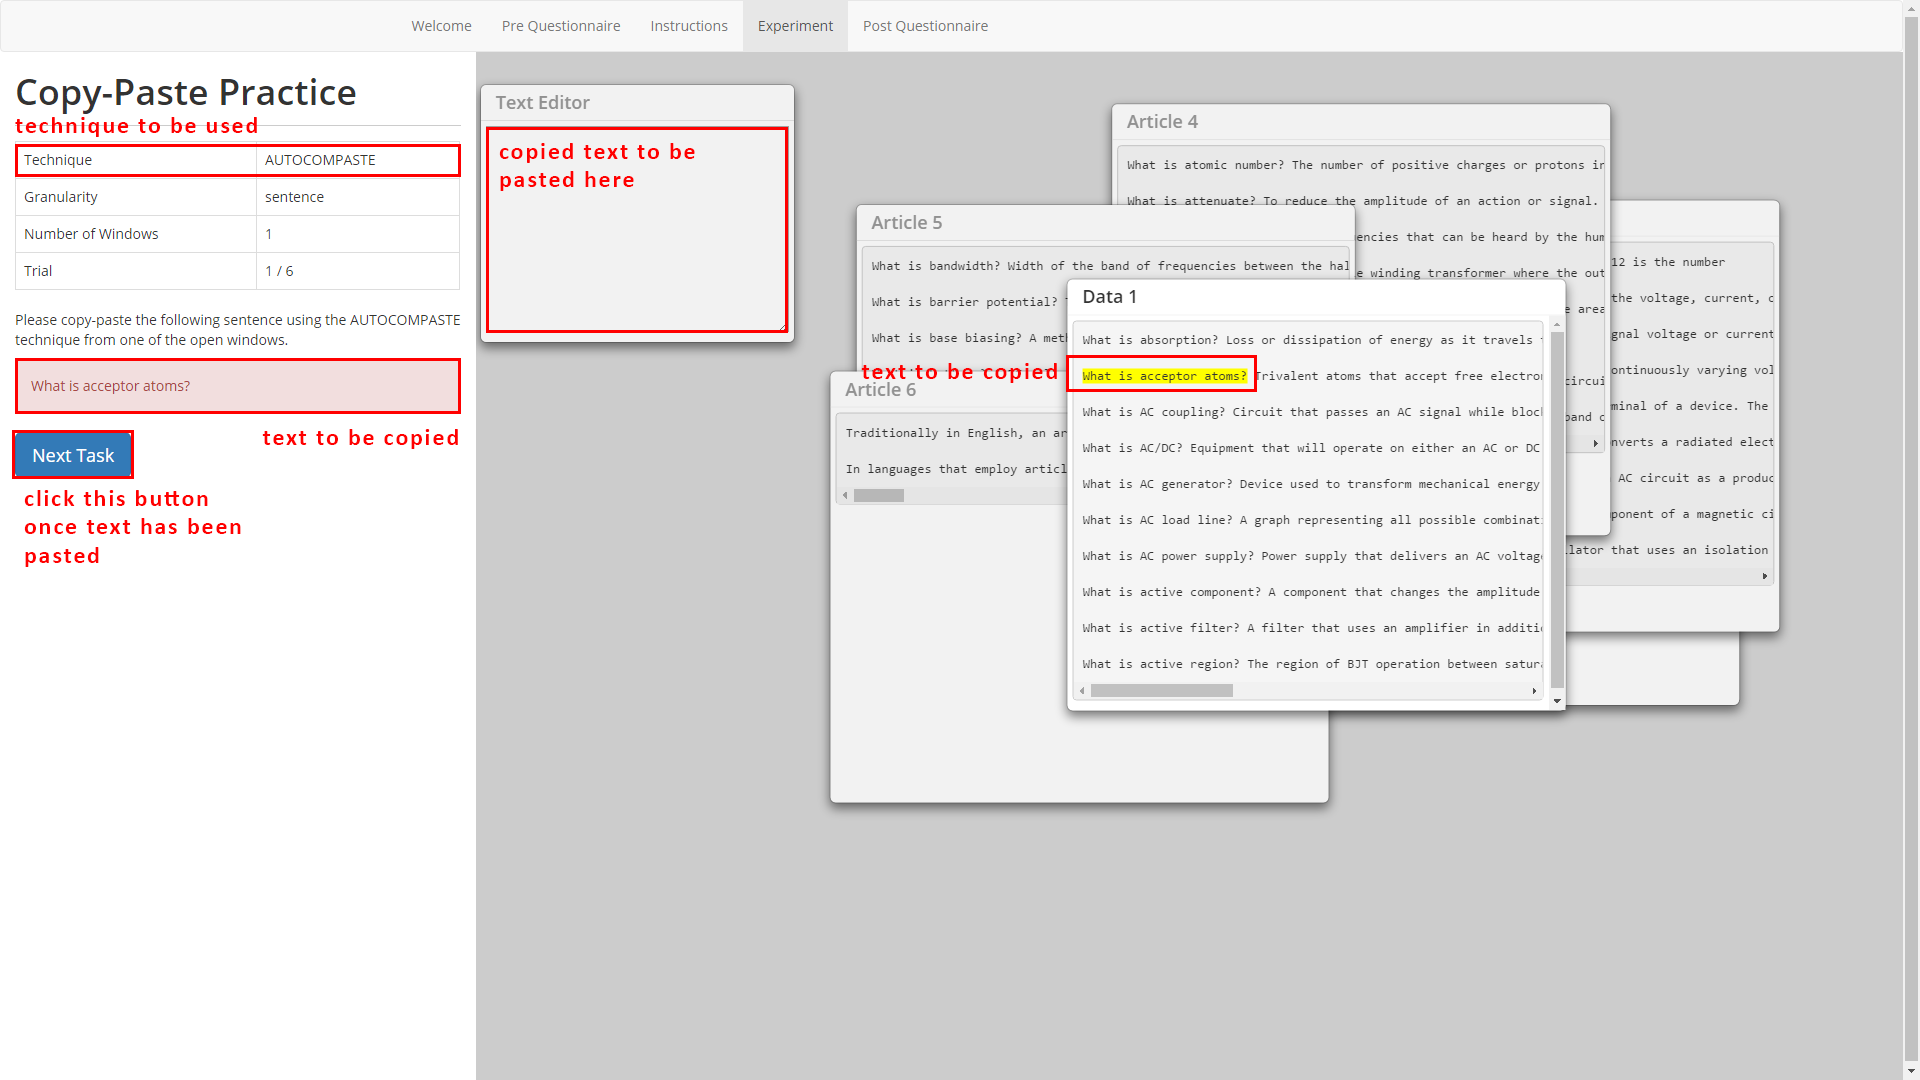 Welcome Pre Questionnaire Instructions Experiment Post Questionnaire
Copy-Paste Practice
technique to be used
Technique AUTOCOMPASTE
Granularity sentence
Number of Windows 1
Trial 1 / 6
Please copy-paste the following sentence using the AUTOCOMPASTE
technique from one of the open windows.
What is acceptor atoms?
text to be copied
Next Task
click this button
once text has been
pasted
Text Editor
copied text to be
pasted here
Article 4
What is atomic number? The number of positive charges or protons in
What is attenuate? To reduce the amplitude of an action or signal.
encies that can be heard by the hum
e winding transformer where the out
e area
circui
band c
Article 5
What is bandwidth? Width of the band of frequencies between the hal
What is barrier potential?
What is base biasing? A meth
text to be copied
Article 6
Traditionally in English, an ar
In languages that employ articl
Data 1
What is absorption? Loss or dissipation of energy as it travels
What is acceptor atoms? Trivalent atoms that accept free electron
What is AC coupling? Circuit that passes an AC signal while block
What is AC/DC? Equipment that will operate on either an AC or DC
What is AC generator? Device used to transform mechanical energy
What is AC load line? A graph representing all possible combinati
What is AC power supply? Power supply that delivers an AC voltage
What is active component? A component that changes the amplitude
What is active filter? A filter that uses an amplifier in additi
What is active region? The region of BJT operation between satura
12 is the number
the voltage, current, c
gnal voltage or current
ontinuously varying vol
minal of a device. The
nverts a radiated elect
AC circuit as a produc
ponent of a magnetic ci
llator that uses an isolation